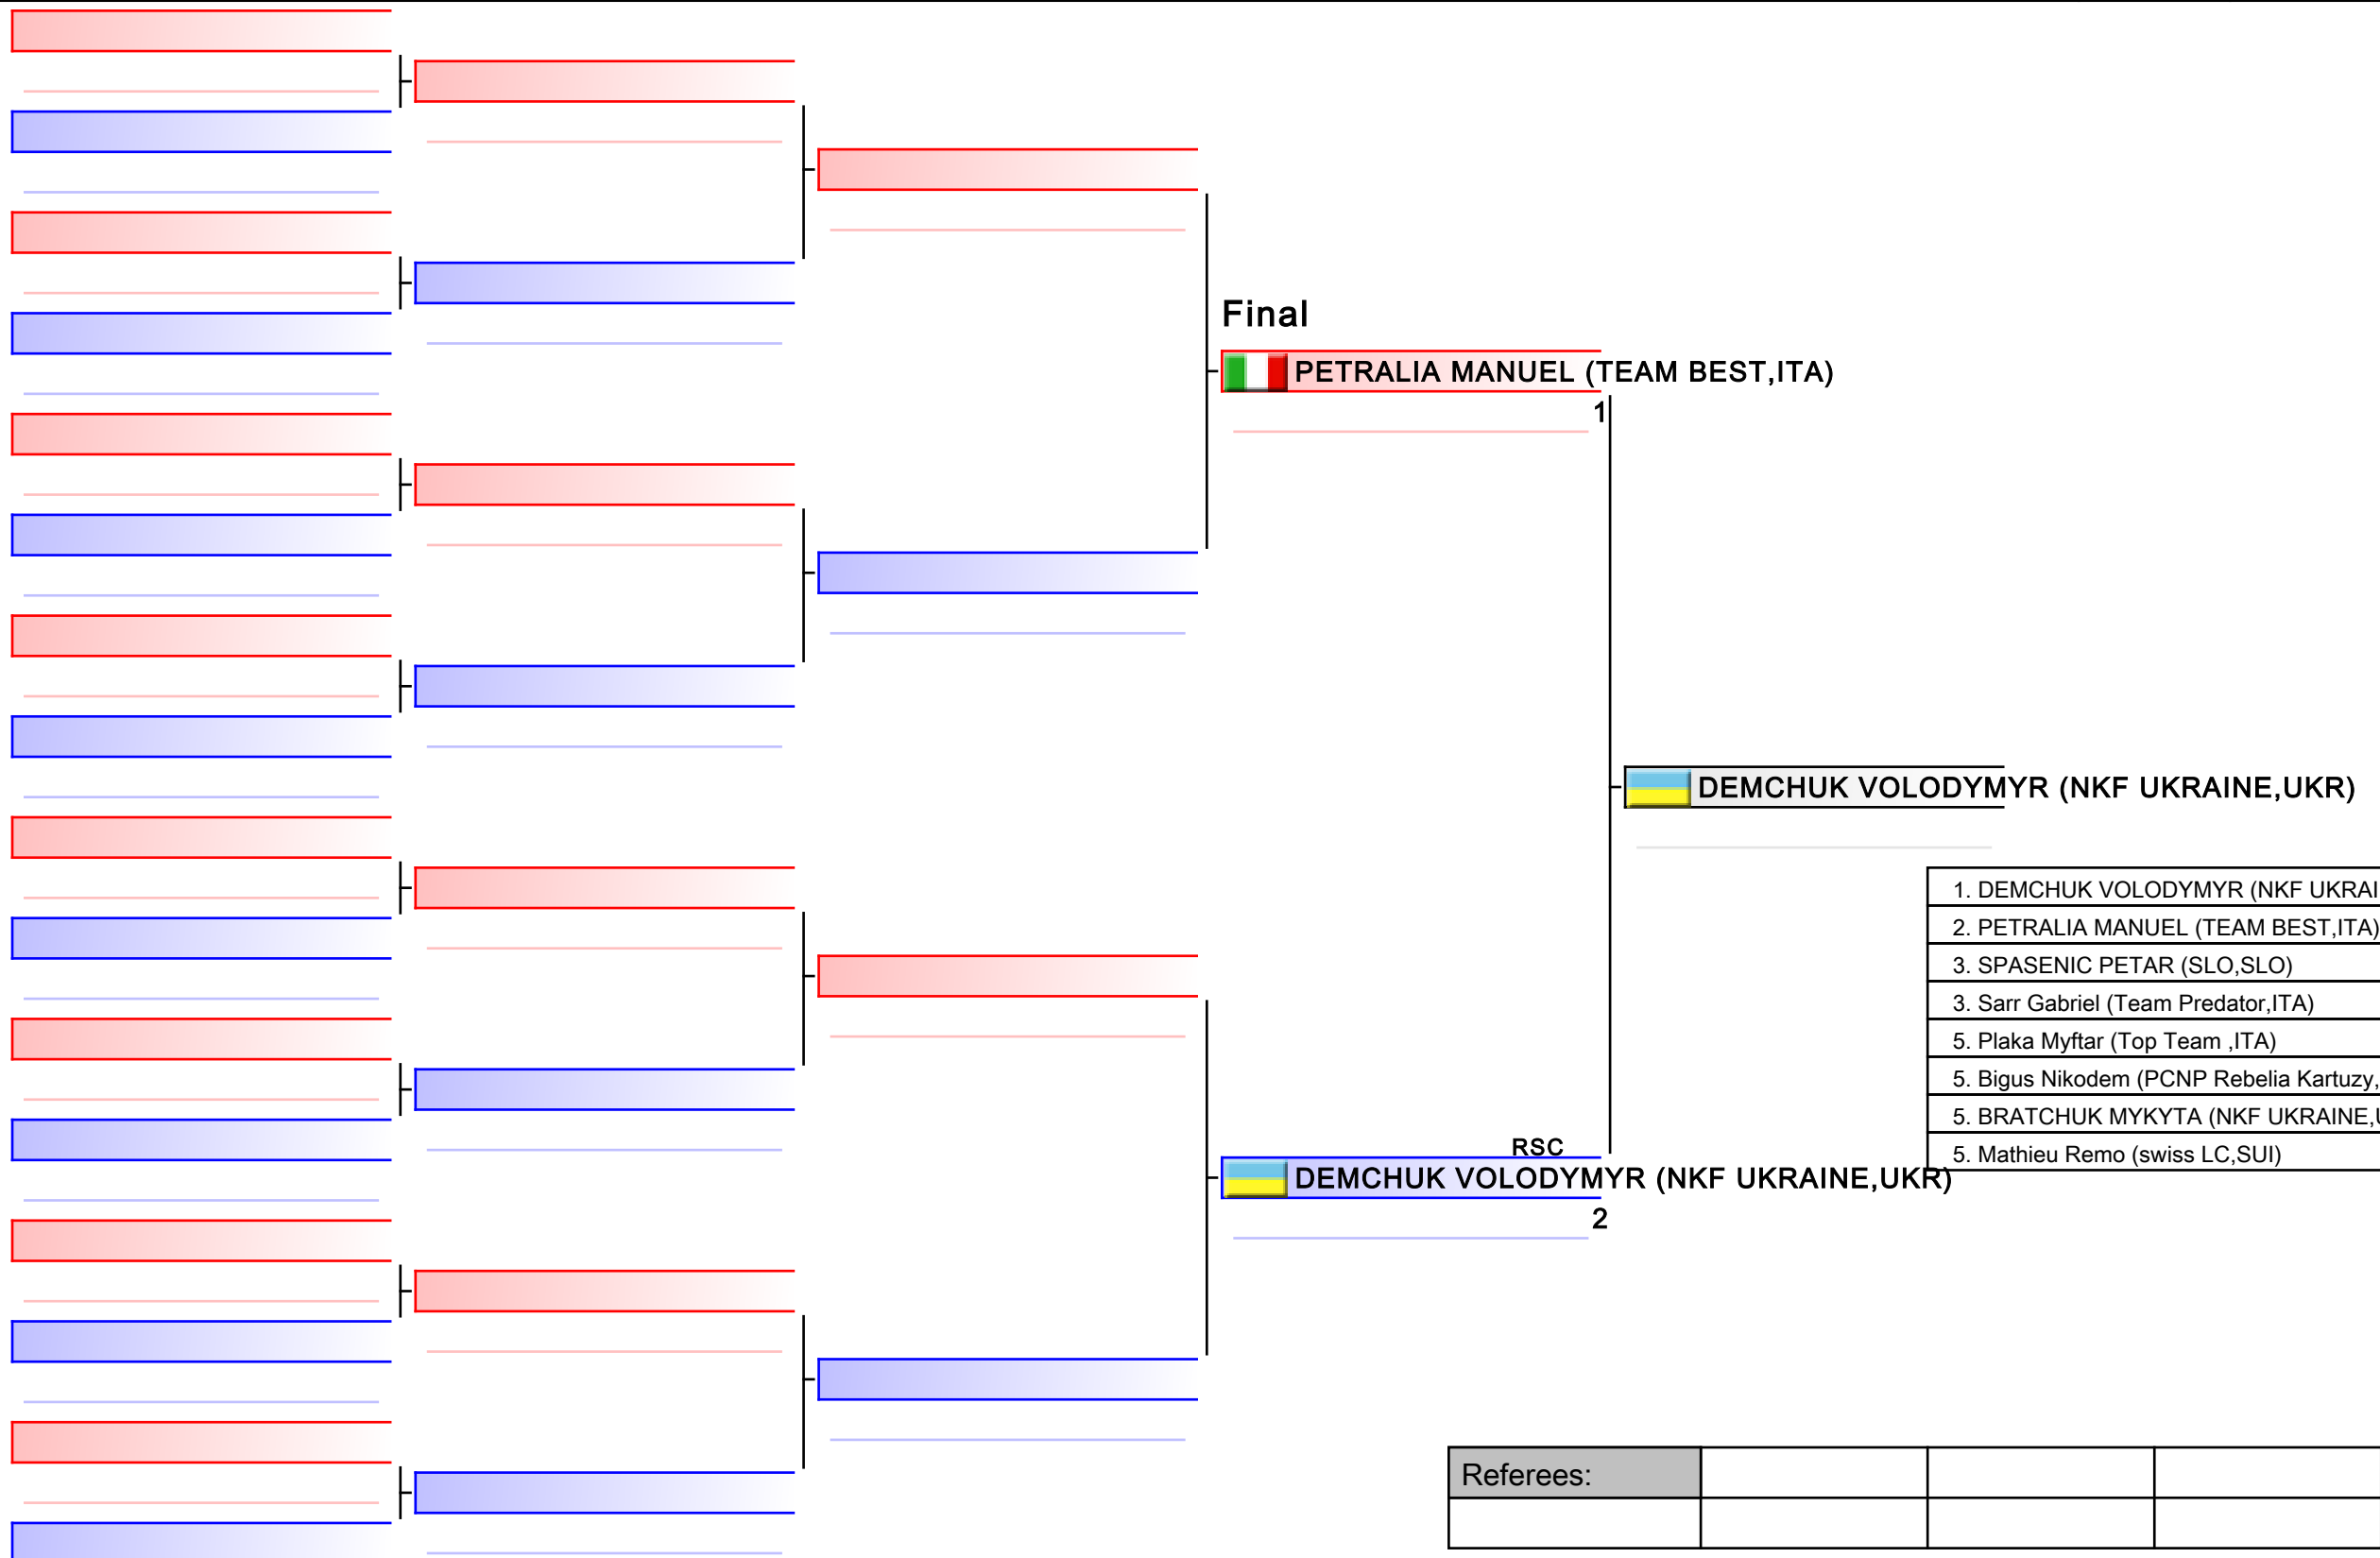 Final
PETRALIA MANUEL (TEAM BEST,ITA)
1
DEMCHUK VOLODYMYR (NKF UKRAINE,UKR)
1. DEMCHUK VOLODYMYR (NKF UKRAI
2. PETRALIA MANUEL (TEAM BEST,ITA)
3. SPASENIC PETAR (SLO,SLO)
3. Sarr Gabriel (Team Predator,ITA)
5. Plaka Myftar (Top Team ,ITA)
5. Bigus Nikodem (PCNP Rebelia Kartuzy,
5. BRATCHUK MYKYTA (NKF UKRAINE,U
5. Mathieu Remo (swiss LC,SUI)
RSC
DEMCHUK VOLODYMYR (NKF UKRAINE,UKR)
2
Referees: